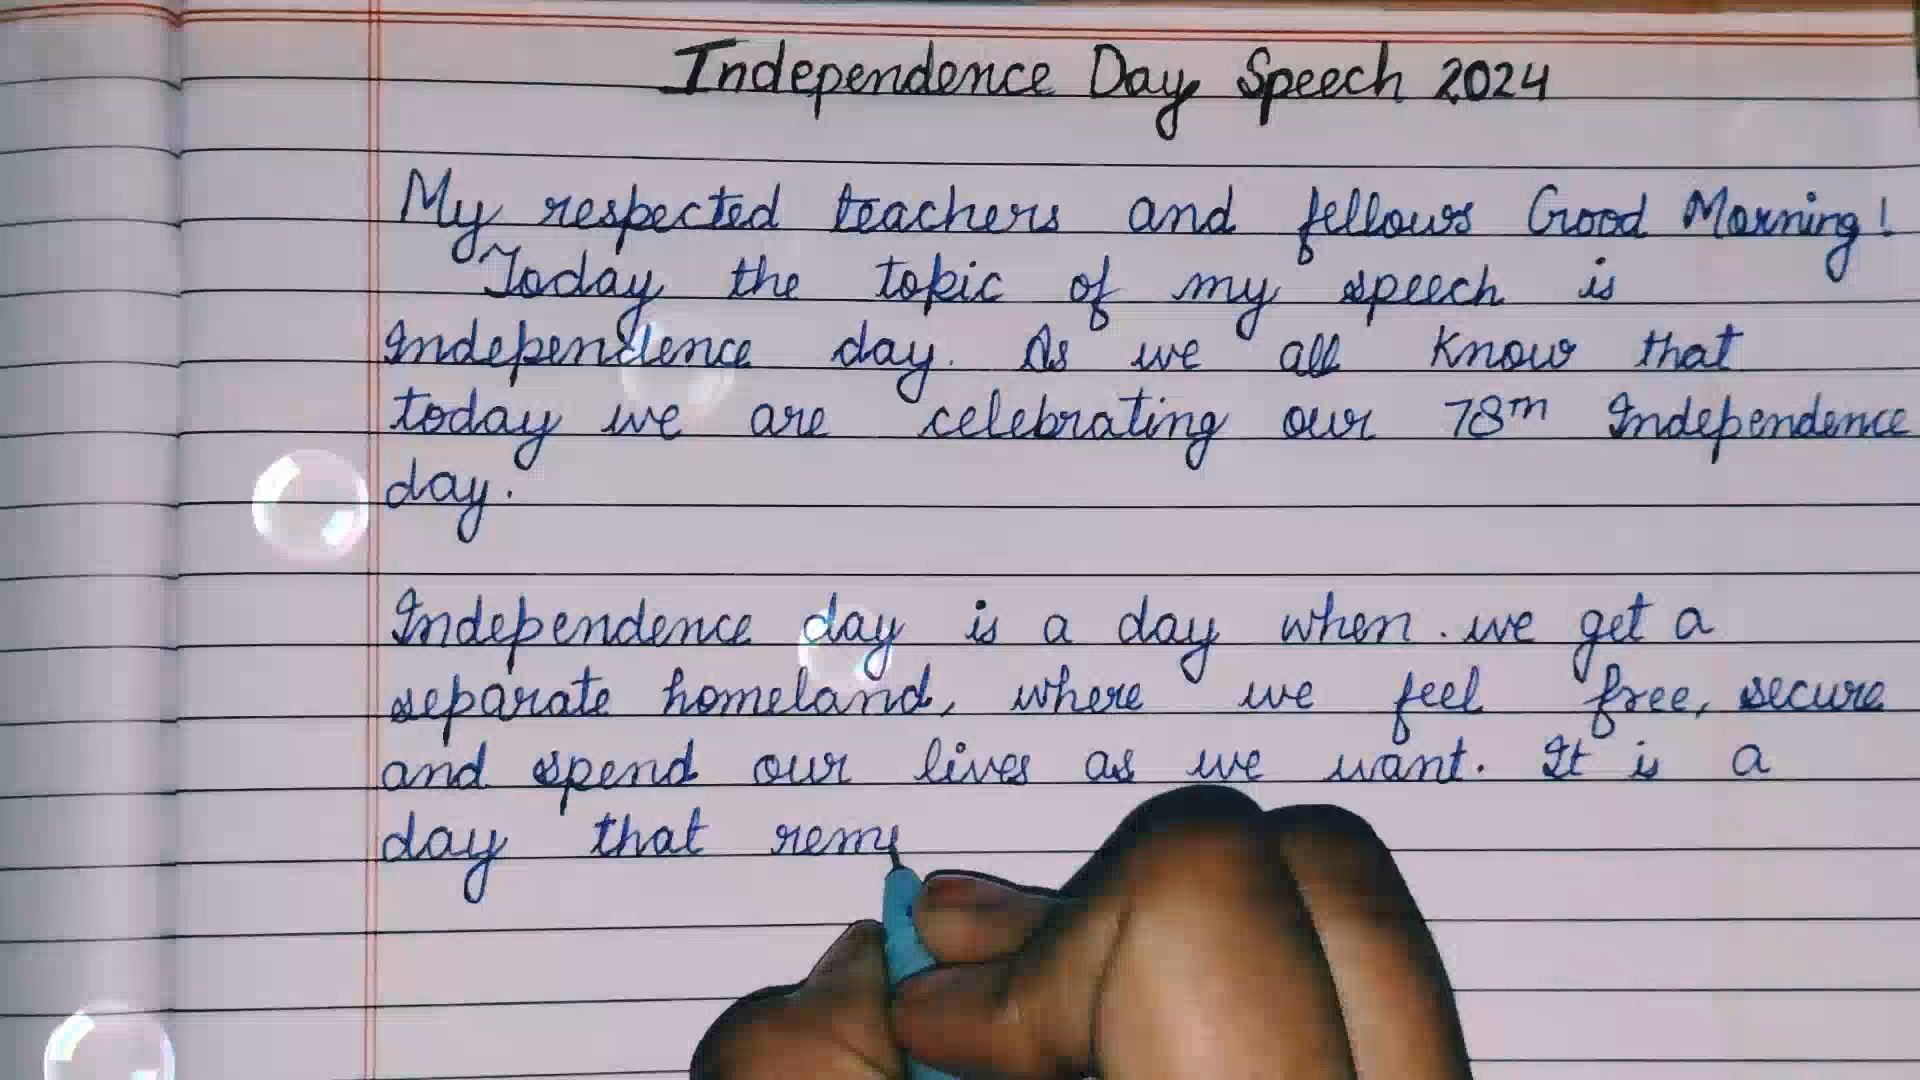 Independence Day Speech 2024
My respected teachers and fellows Good Morning!
Today the topic of my speech is
Independence day. As we all know that
today we are celebrating our 78th Independence
day.
Independence day is a day when. we get a
separate homeland, where we feel free, secure
and spend our lives as we want. It is a
day that rem